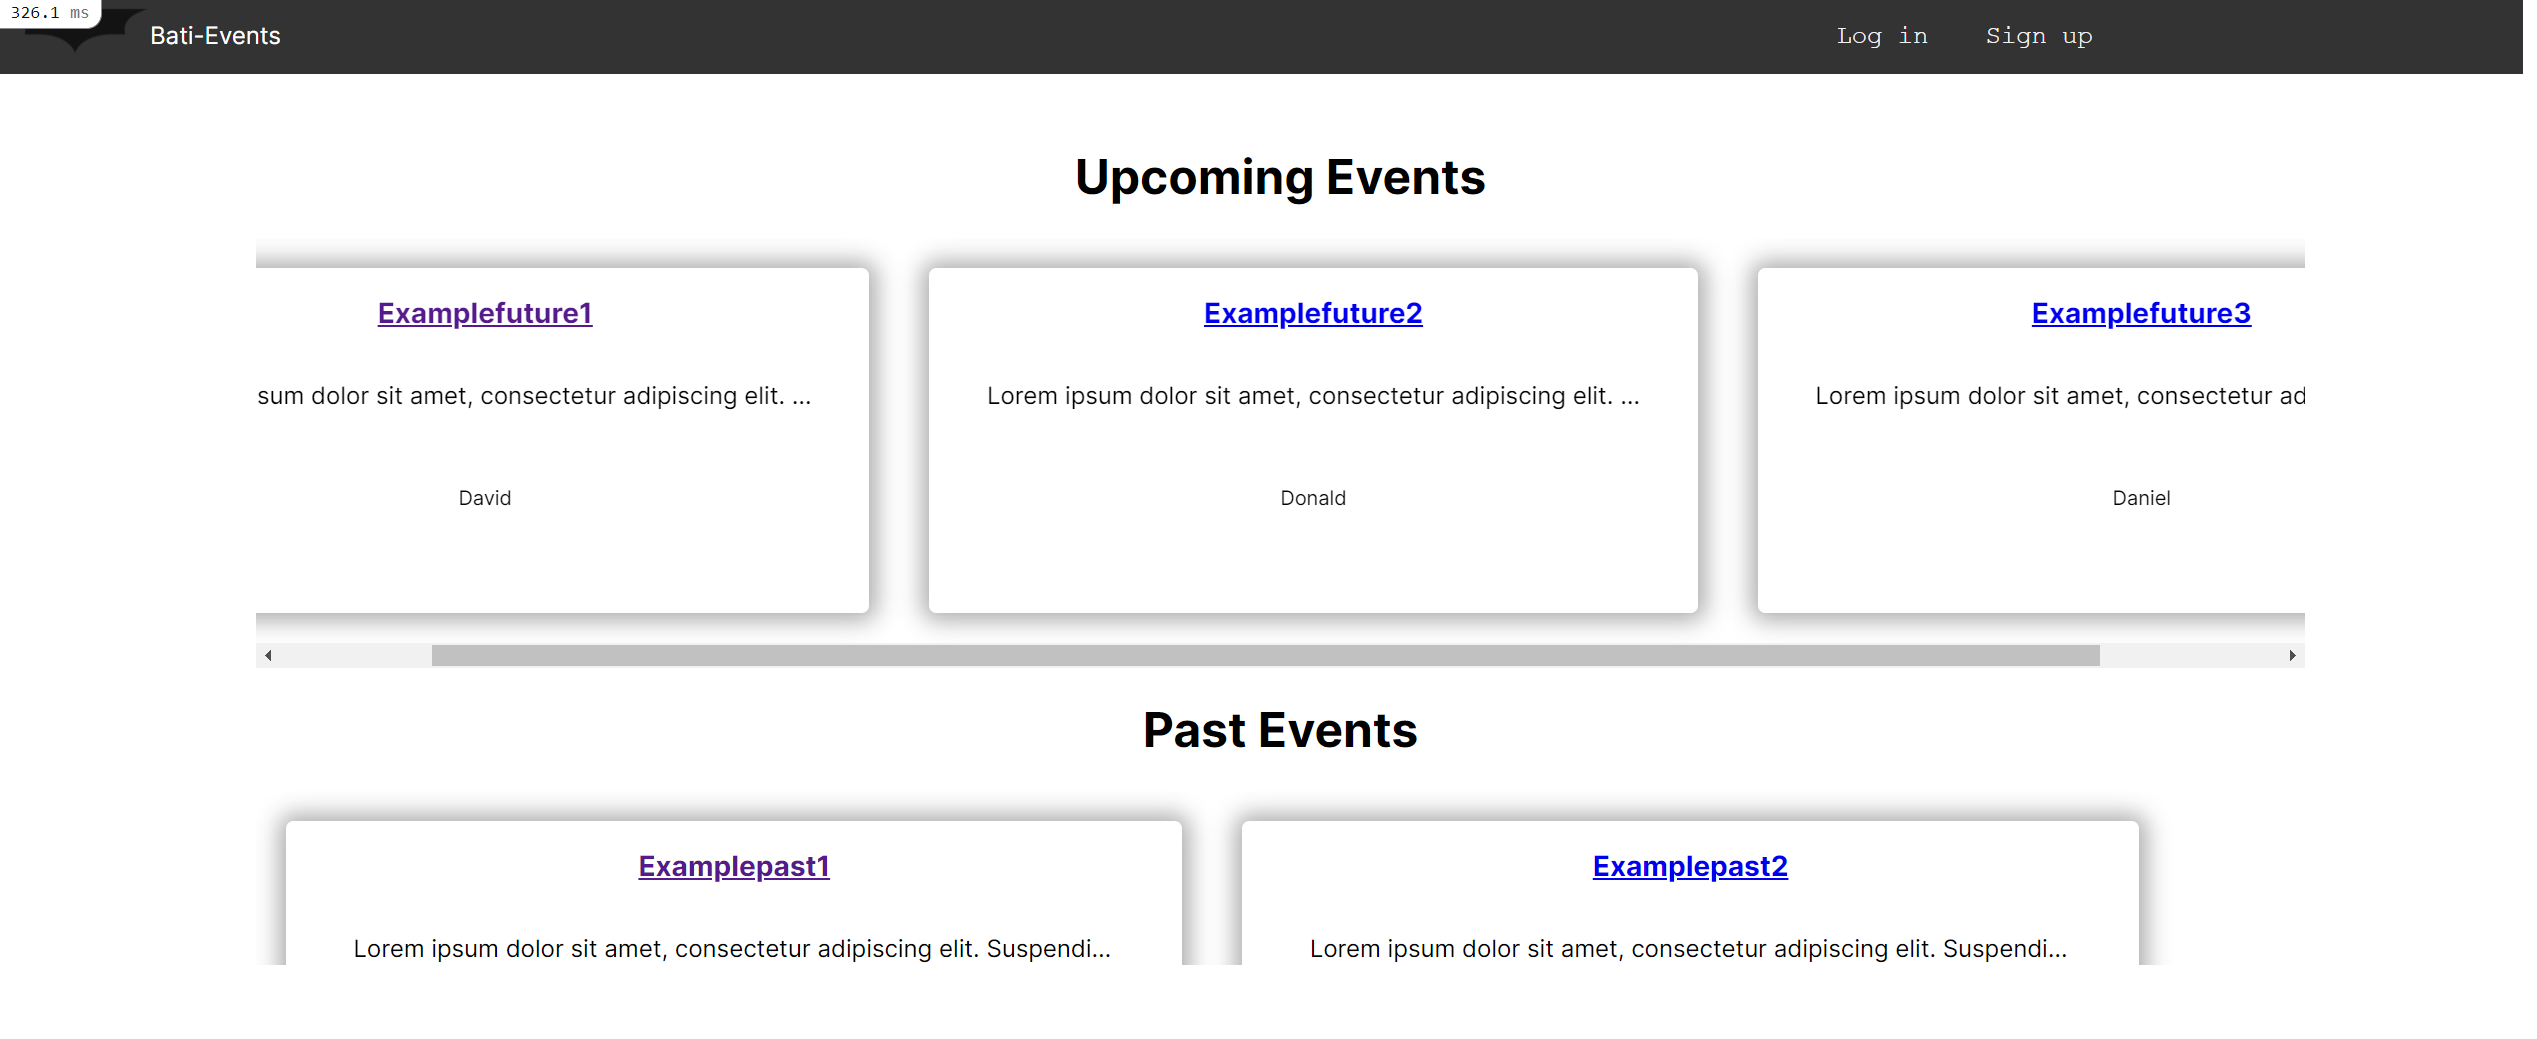 326.1 ms
Bati-Events
Log in
Sign up
Upcoming Events
Examplefuture1
Examplefuture2
Examplefuture3
sum dolor sit amet, consectetur adipiscing elit. ...
Lorem ipsum dolor sit amet, consectetur adipiscing elit. ...
Lorem ipsum dolor sit amet, consectetur ad
David
Donald
Daniel
Past Events
Examplepast1
Examplepast2
Lorem ipsum dolor sit amet, consectetur adipiscing elit. Suspendi...
Lorem ipsum dolor sit amet, consectetur adipiscing elit. Suspendi...